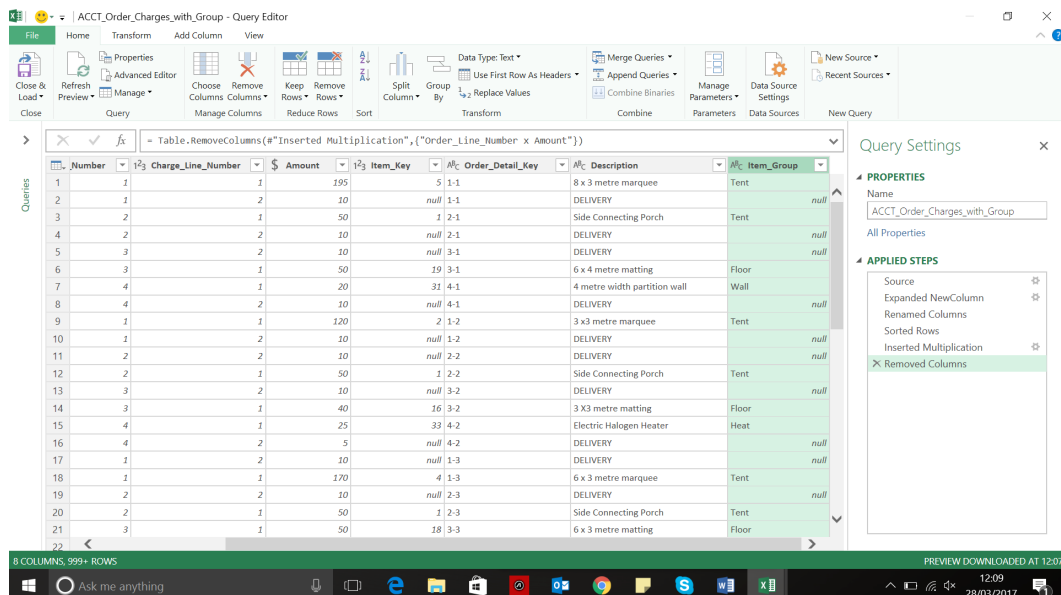 ACCT_Order_Charges_with_Group - Query Editor
File Home Transform Add Column View
Close & Load
Refresh Preview
Properties
Advanced Editor
Manage
Choose Columns
Remove Columns
Keep Rows
Remove Rows
Split Column
Group By
Data Type: Text
Use First Row As Headers
Replace Values
Merge Queries
Append Queries
Combine Binaries
Manage Parameters
Data Source Settings
New Source
Recent Sources
Close Query Manage Columns Reduce Rows Sort Transform Combine Parameters Data Sources New Query
fx = Table.RemoveColumns(#"Inserted Multiplication",{"Order_Line_Number x Amount"})
Queries
_Number 1²3 Charge_Line_Number $ Amount 1²3 Item_Key ABC Order_Detail_Key ABC Description ABC Item_Group
1 1 1 195 5 1-1 8 x 3 metre marquee Tent
2 1 2 10 null 1-1 DELIVERY null
3 2 1 50 1 2-1 Side Connecting Porch Tent
4 2 2 10 null 2-1 DELIVERY null
5 3 2 10 null 3-1 DELIVERY null
6 3 1 50 19 3-1 6 x 4 metre matting Floor
7 4 1 20 31 4-1 4 metre width partition wall Wall
8 4 2 10 null 4-1 DELIVERY null
9 1 1 120 2 1-2 3 x3 metre marquee Tent
10 1 2 10 null 1-2 DELIVERY null
11 2 2 10 null 2-2 DELIVERY null
12 2 1 50 1 2-2 Side Connecting Porch Tent
13 3 2 10 null 3-2 DELIVERY null
14 3 1 40 16 3-2 3 X3 metre matting Floor
15 4 1 25 33 4-2 Electric Halogen Heater Heat
16 4 2 5 null 4-2 DELIVERY null
17 1 2 10 null 1-3 DELIVERY null
18 1 1 170 4 1-3 6 x 3 metre marquee Tent
19 2 2 10 null 2-3 DELIVERY null
20 2 1 50 1 2-3 Side Connecting Porch Tent
21 3 1 50 18 3-3 6 x 3 metre matting Floor
22
Query Settings
PROPERTIES
Name
ACCT_Order_Charges_with_Group
All Properties
APPLIED STEPS
Source
Expanded NewColumn
Renamed Columns
Sorted Rows
Inserted Multiplication
Removed Columns
8 COLUMNS, 999+ ROWS PREVIEW DOWNLOADED AT 12:07
Ask me anything
12:09
28/03/2017